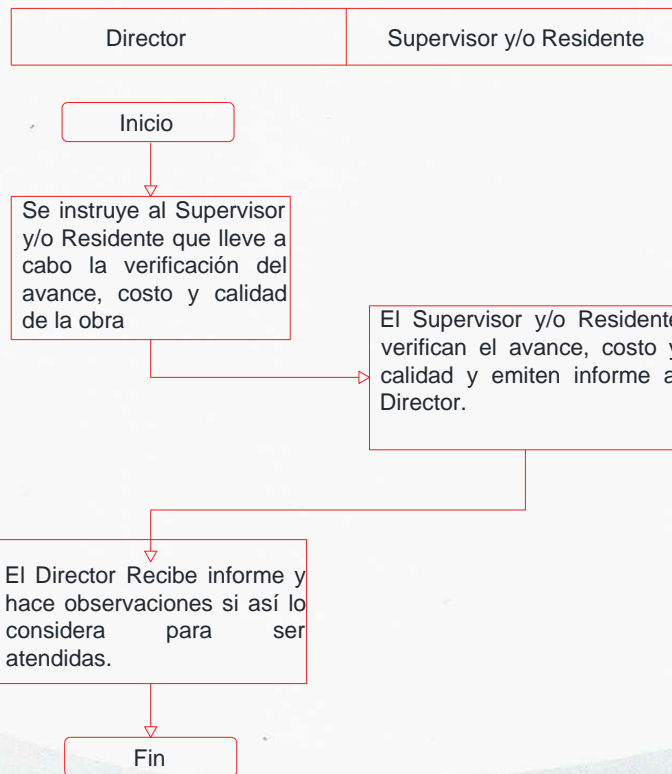 Director
Supervisor y/o Residente
Inicio
Se instruye al Supervisor
y/o Residente que lleve a
cabo la verificación del
avance, costo y calidad
de la obra
El Supervisor y/o Residente
verifican el avance, costo y
calidad y emiten informe a
Director.
El Director Recibe informe y
hace observaciones si así lo
considera para ser
atendidas.
Fin